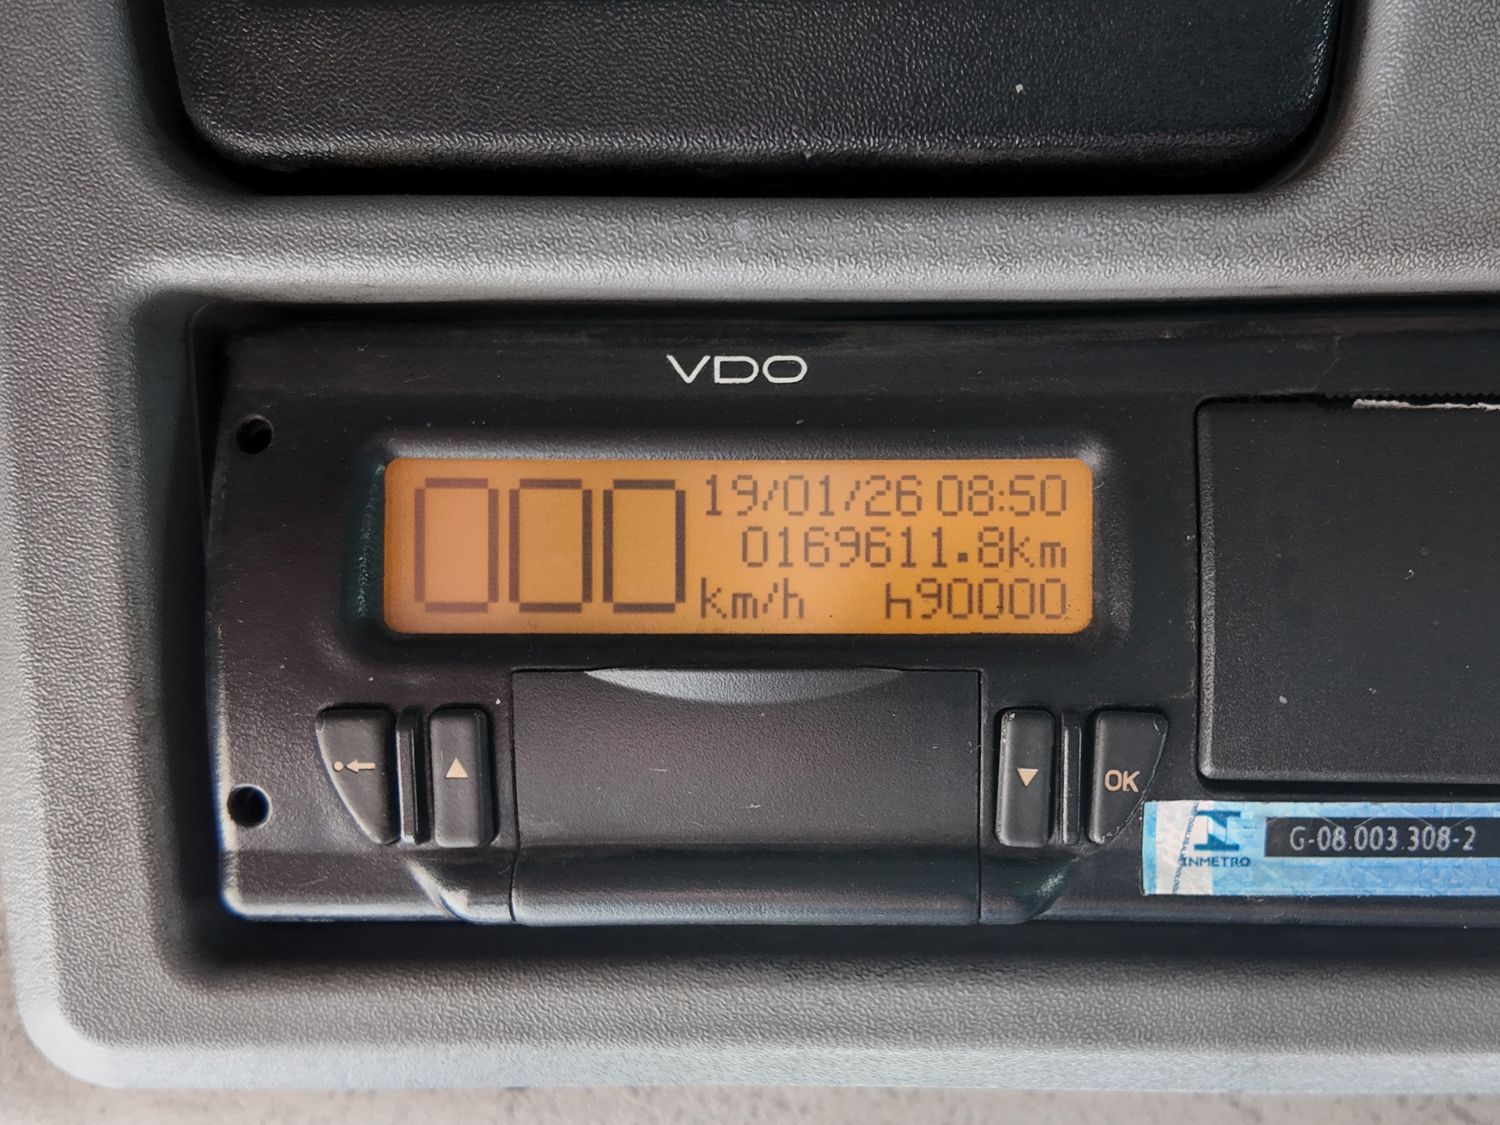 VDO
000 19/01/26 08:50
0169611.8km
km/h h90000
OK
INMETRO
G-08.003.308-2